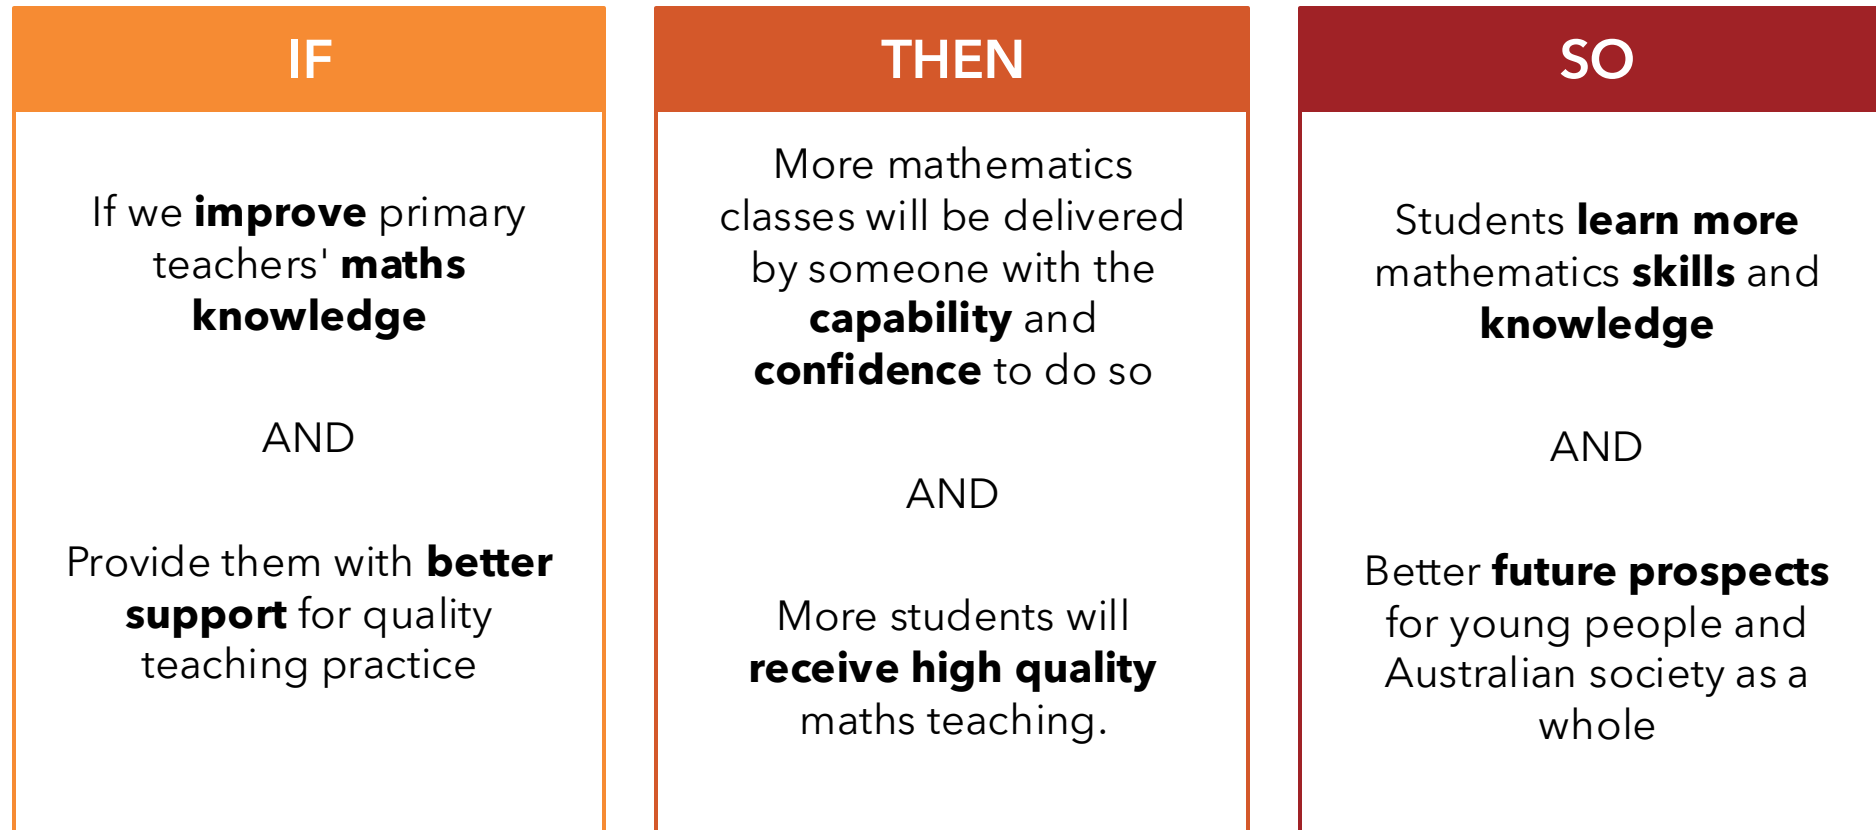 IF
If we improve primary
teachers' maths
knowledge
AND
Provide them with better
support for quality
teaching practice
THEN
More mathematics
classes will be delivered
by someone with the
capability and
confidence to do so
AND
More students will
receive high quality
maths teaching.
SO
Students learn more
mathematics skills and
knowledge
AND
Better future prospects
for young people and
Australian society as a
whole